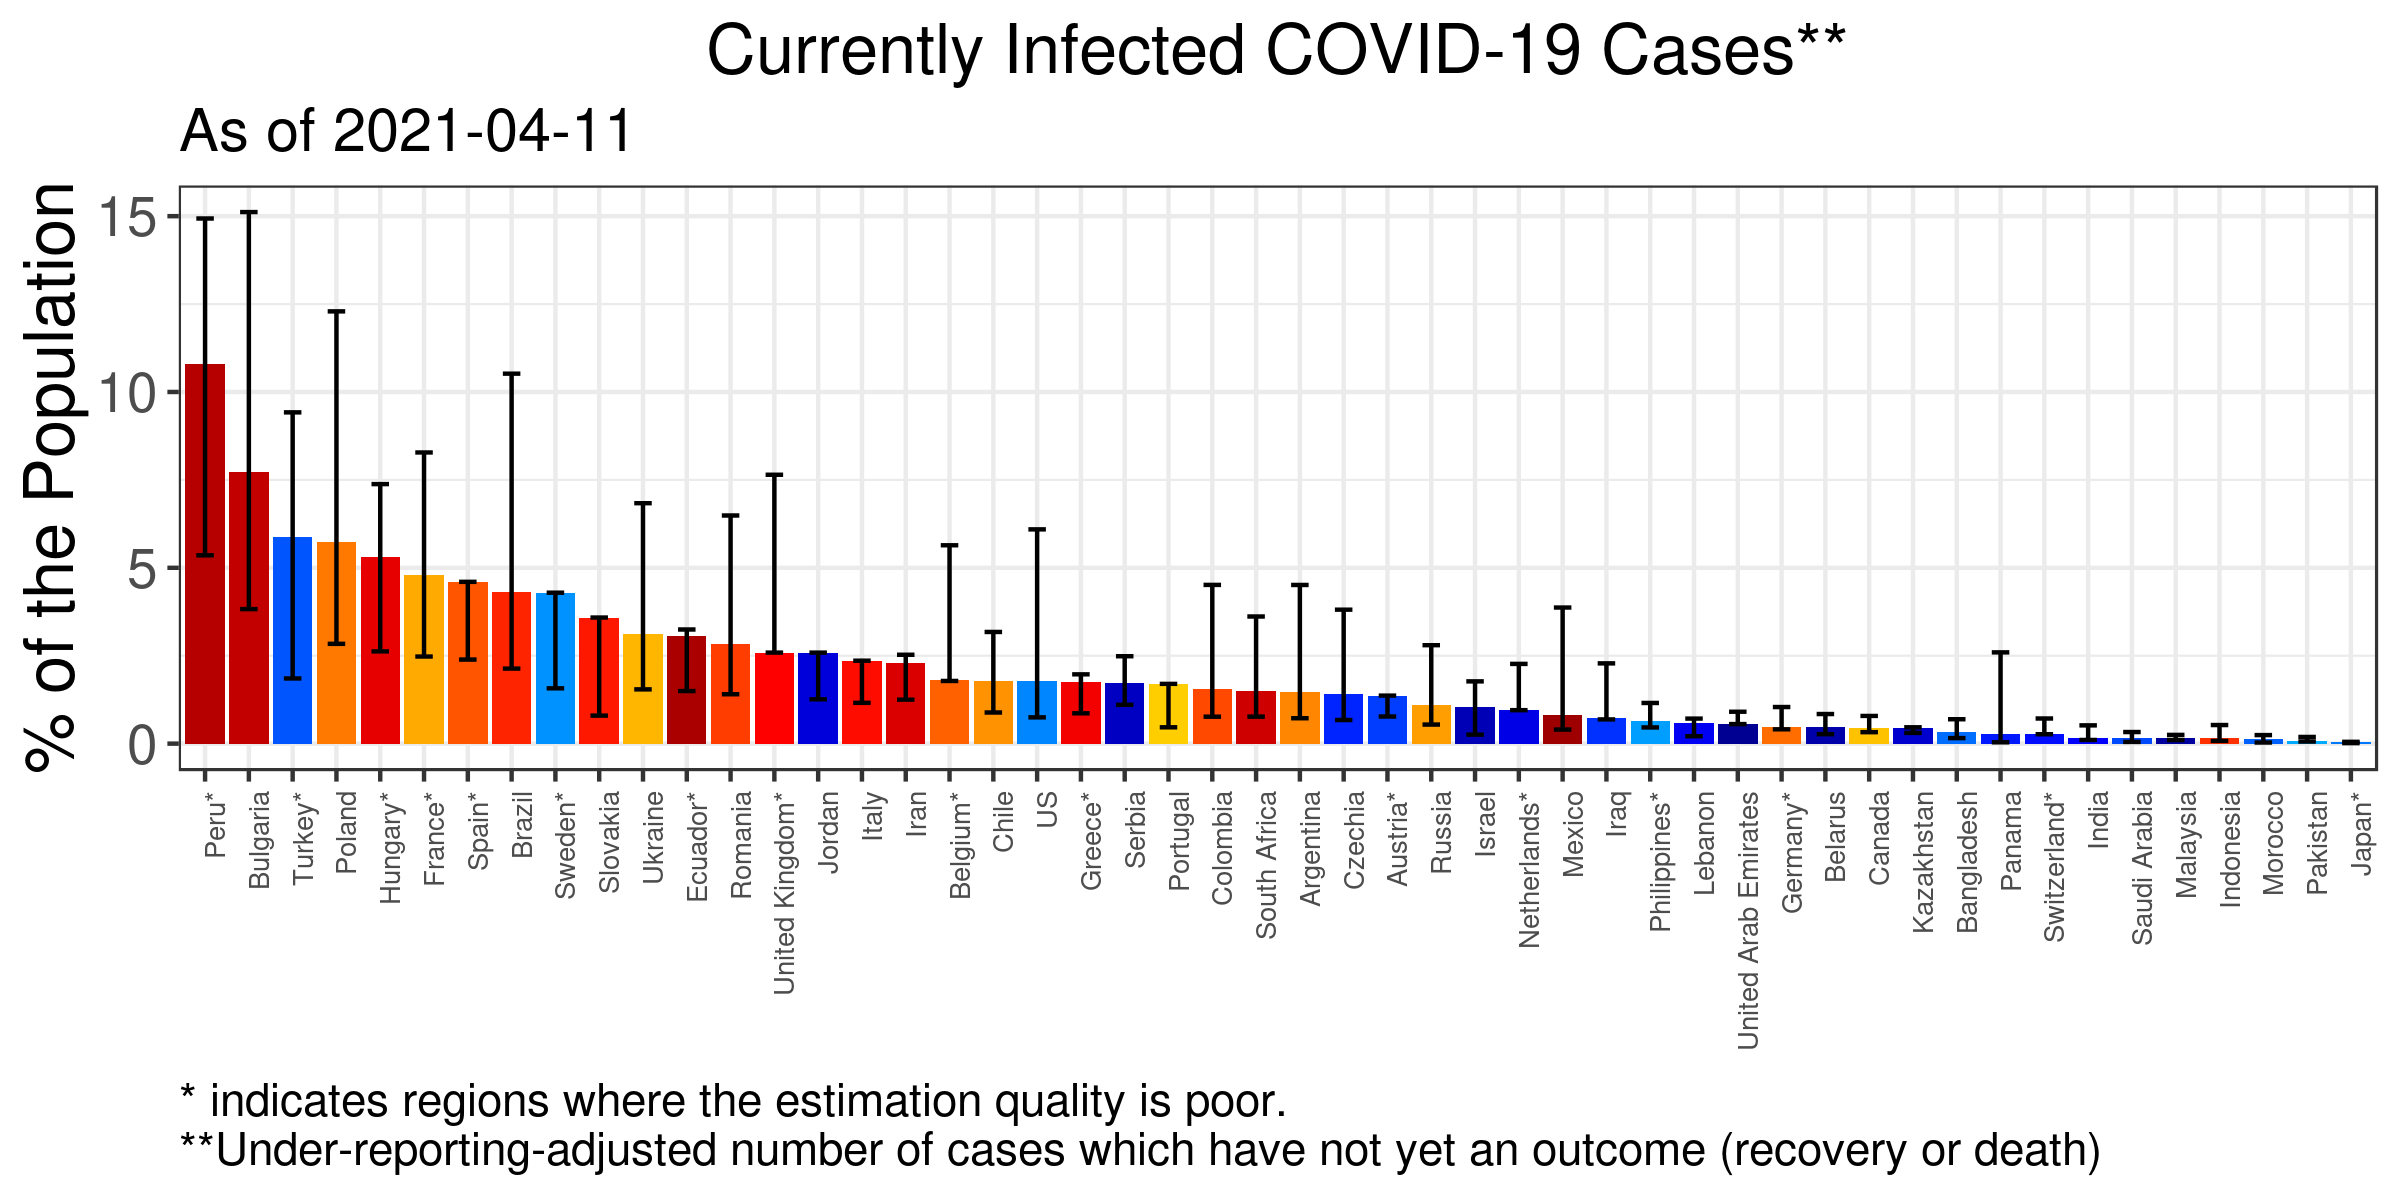 Currently Infected COVID-19 Cases**
As of 2021-04-11
% of the Population
15
10
5
0
Peru*
Bulgaria
Turkey*
Poland
Hungary*
France*
Spain*
Brazil
Sweden*
Slovakia
Ukraine
Ecuador*
Romania
United Kingdom*
Jordan
Italy
Iran
Belgium*
Chile
US
Greece*
Serbia
Portugal
Colombia
South Africa
Argentina
Czechia
Austria*
Russia
Israel
Netherlands*
Mexico
Iraq
Philippines*
Lebanon
United Arab Emirates
Germany*
Belarus
Canada
Kazakhstan
Bangladesh
Panama
Switzerland*
India
Saudi Arabia
Malaysia
Indonesia
Morocco
Pakistan
Japan*
* indicates regions where the estimation quality is poor.
**Under-reporting-adjusted number of cases which have not yet an outcome (recovery or death)